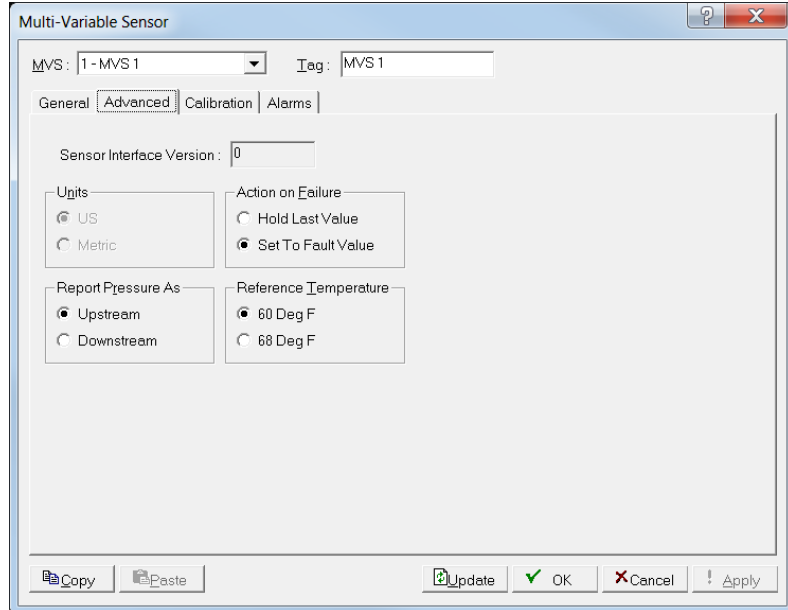 Multi-Variable Sensor
MVS : 1 - MVS 1 Tag : MVS 1
General Advanced Calibration Alarms
Sensor Interface Version : 0
Units Action on Failure
US Hold Last Value
Metric Set To Fault Value
Report Pressure As Reference Temperature
Upstream 60 Deg F
Downstream 68 Deg F
Copy Paste Update OK Cancel ! Apply